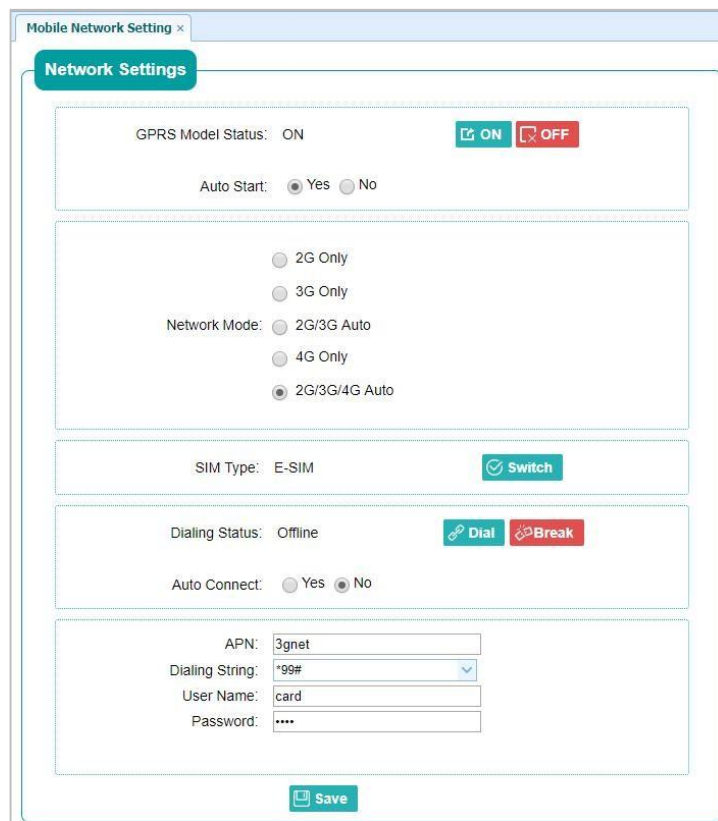 Mobile Network Setting ×
Network Settings
GPRS Model Status: ON ON OFF
Auto Start: Yes No
2G Only
3G Only
Network Mode: 2G/3G Auto
4G Only
2G/3G/4G Auto
SIM Type: E-SIM Switch
Dialing Status: Offline Dial Break
Auto Connect: Yes No
APN: 3gnet
Dialing String: *99#
User Name: card
Password: ••••
Save